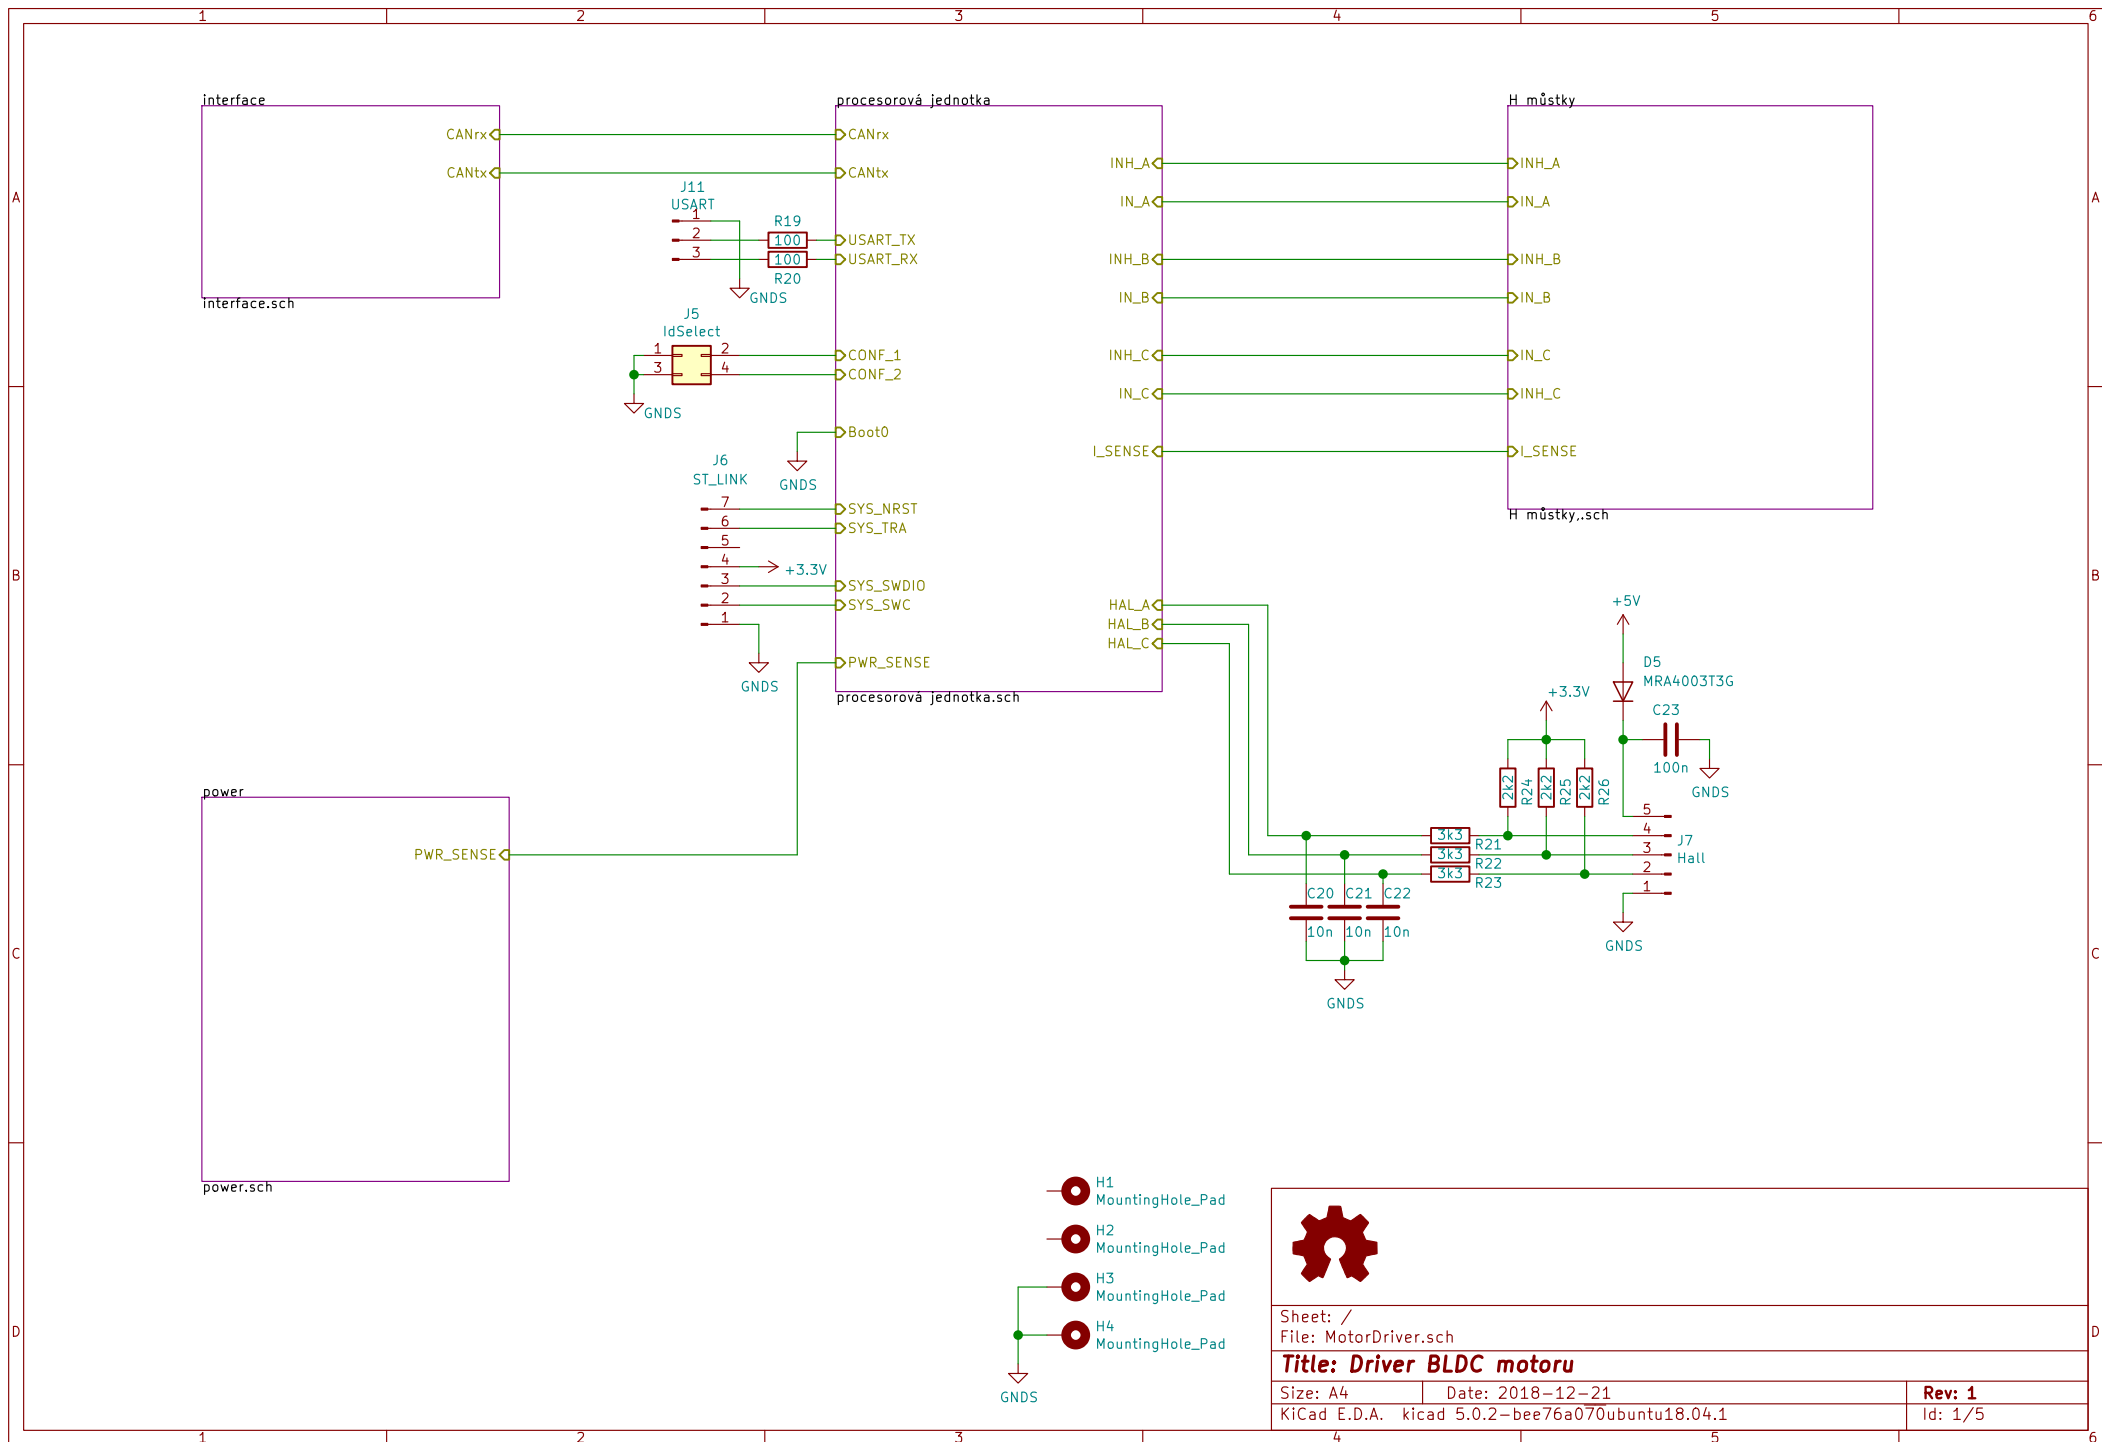 1 2 3 4 5 6
A
B
C
D
A
B
C
D
1 2 3 4 5 6
interface
CANrx
CANtx
interface.sch
procesorová jednotka
CANrx
CANtx
USART_TX
USART_RX
CONF_1
CONF_2
Boot0
SYS_NRST
SYS_TRA
SYS_SWDIO
SYS_SWC
PWR_SENSE
INH_A
IN_A
INH_B
IN_B
INH_C
IN_C
I_SENSE
HAL_A
HAL_B
HAL_C
procesorová jednotka.sch
H můstky
INH_A
IN_A
INH_B
IN_B
IN_C
INH_C
I_SENSE
H můstky,.sch
J11
USART
1
2
3
R19
100
100
R20
GNDS
J5
IdSelect
1 2
3 4
GNDS
GNDS
J6
ST_LINK
7
6
5
4
3
2
1
+3.3V
GNDS
power
PWR_SENSE
power.sch
+5V
D5
MRA4003T3G
+3.3V
C23
100n
GNDS
2k2 R24 2k2 R25 2k2 R26
3k3
R21
3k3
R22
3k3
R23
5
4
3
2
1
J7
Hall
GNDS
C20 C21 C22
10n 10n 10n
GNDS
H1
MountingHole_Pad
H2
MountingHole_Pad
H3
MountingHole_Pad
H4
MountingHole_Pad
GNDS
Sheet: /
File: MotorDriver.sch
Title: Driver BLDC motoru
Size: A4 Date: 2018-12-21 Rev: 1
KiCad E.D.A. kicad 5.0.2-bee76a070ubuntu18.04.1 Id: 1/5